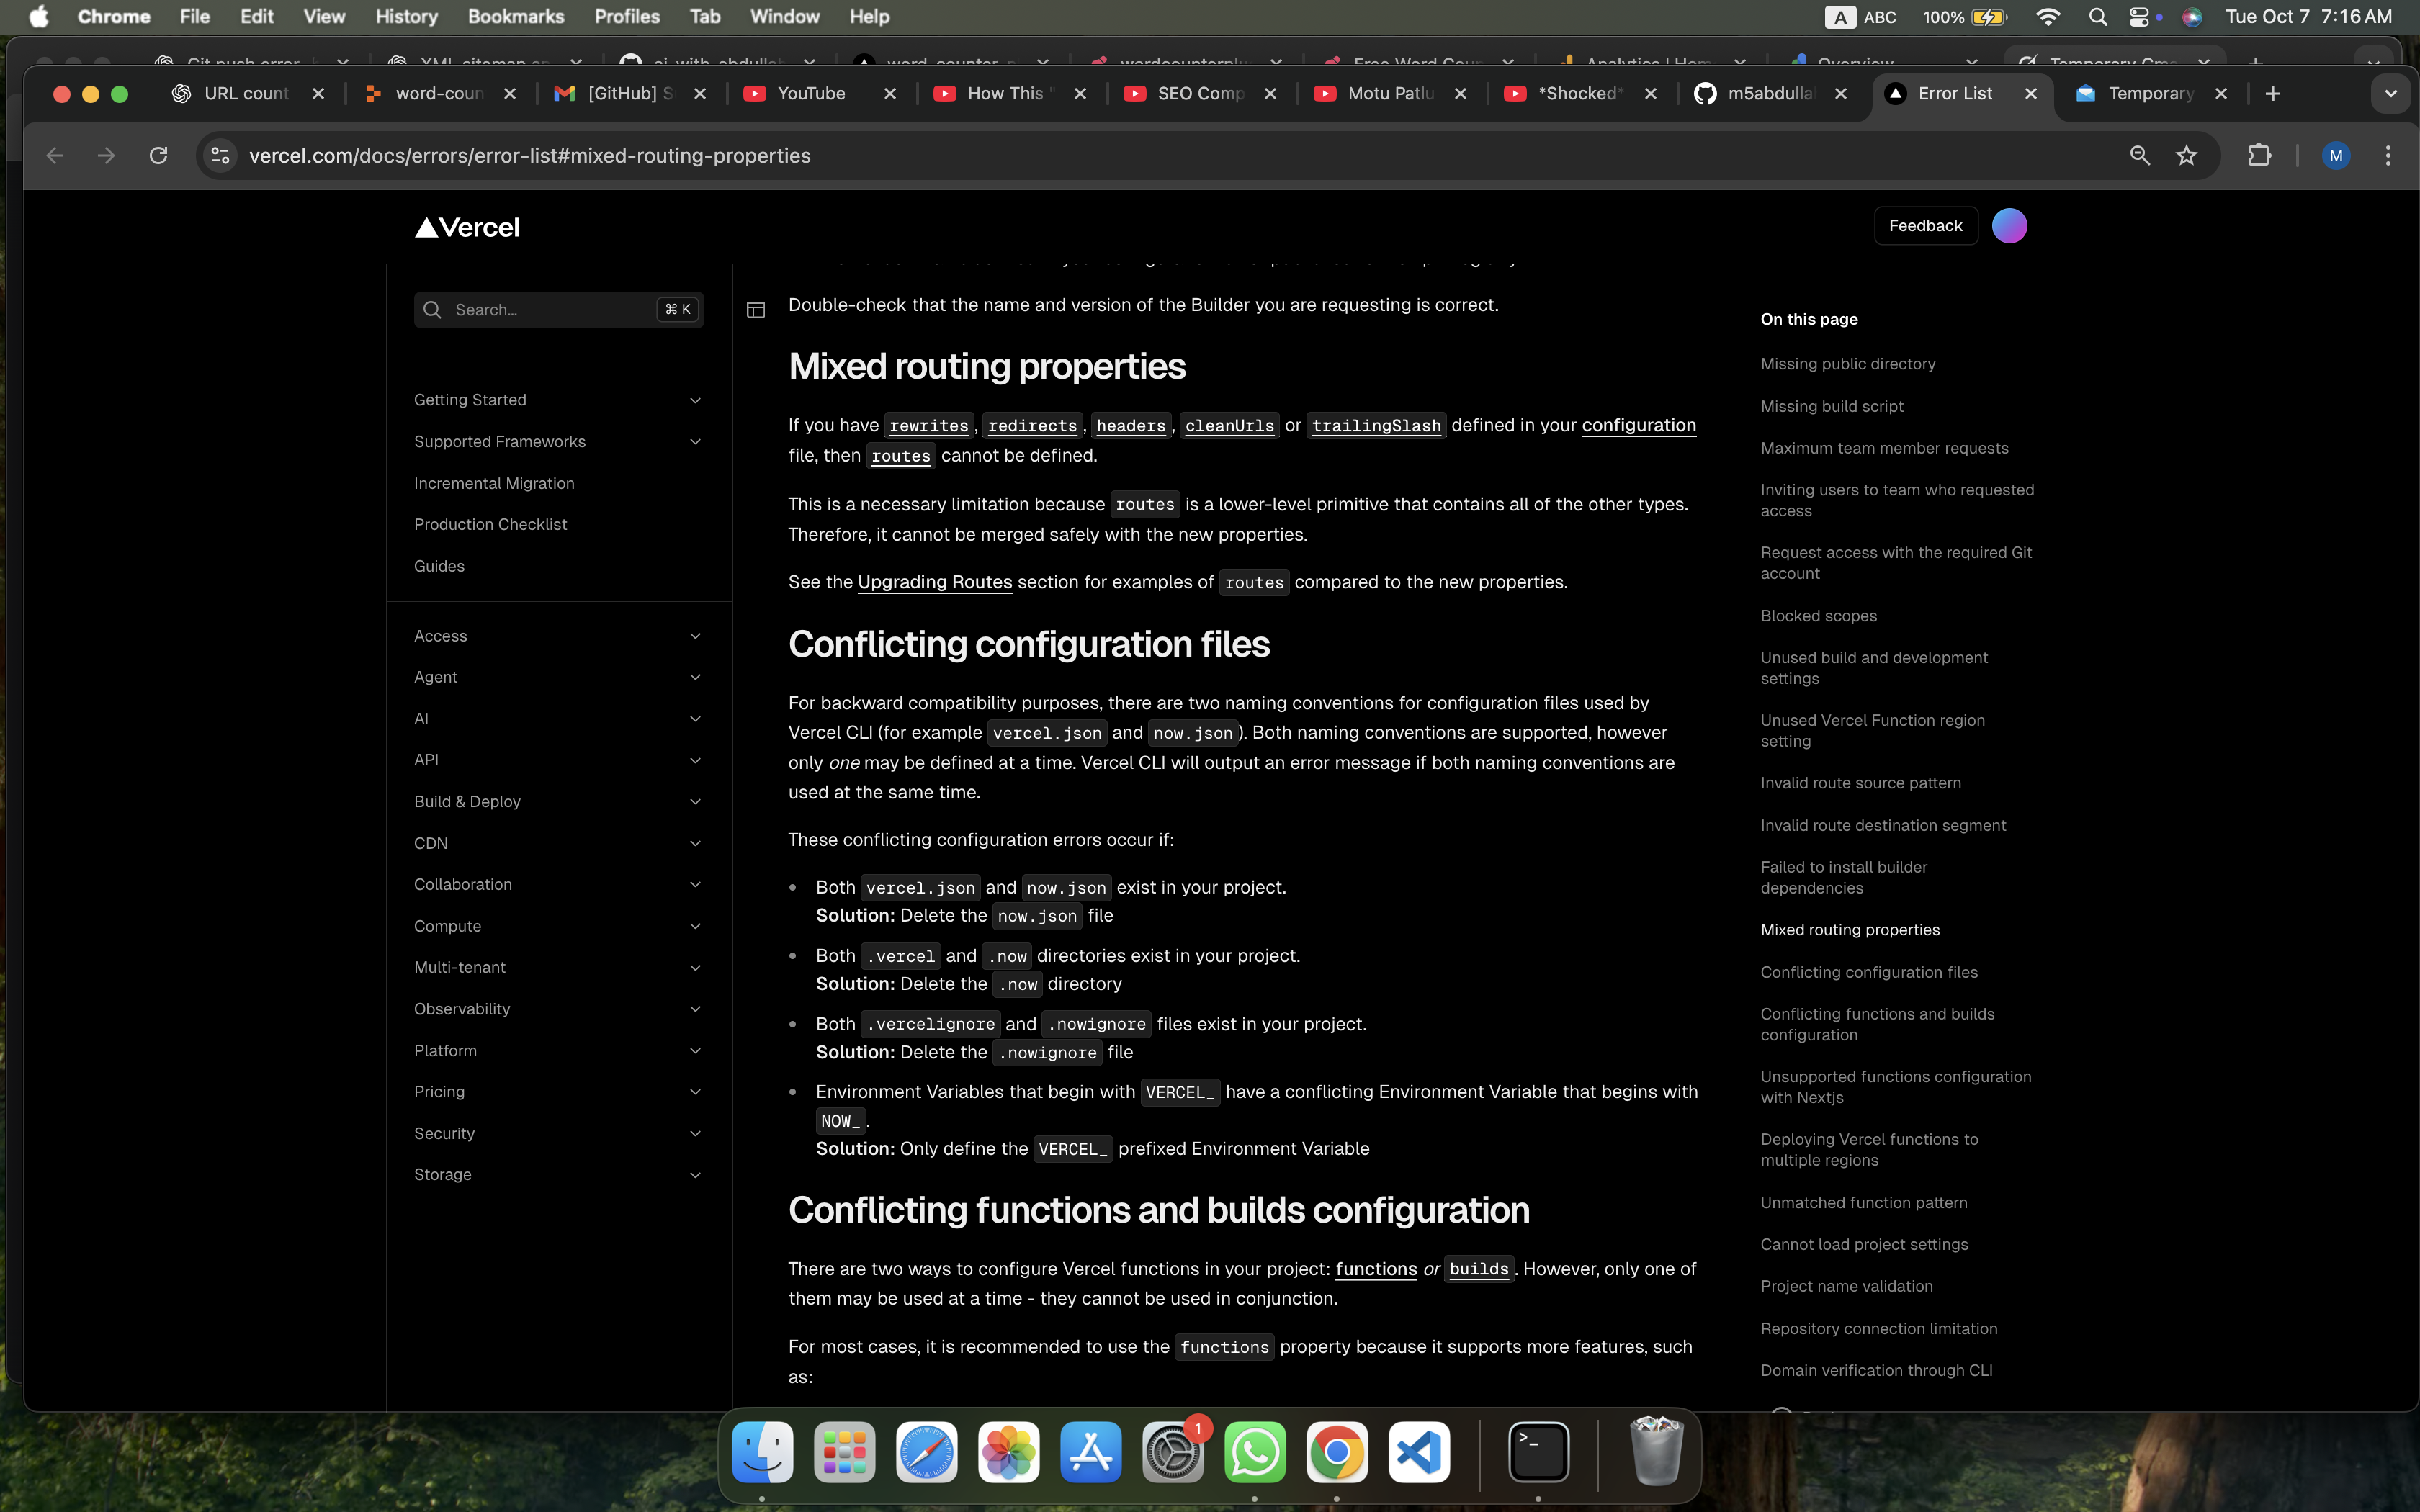 Chrome File Edit View History Bookmarks Profiles Tab Window Help
A ABC 100% Tue Oct 7 7:16 AM
URL count
word-coun
[GitHub] S
YouTube
How This "
SEO Comp
Motu Patlu
*Shocked*
m5abdulla
Error List
Temporary
vercel.com/docs/errors/error-list#mixed-routing-properties
M
Vercel
Feedback
Search...
⌘ K
Getting Started
Supported Frameworks
Incremental Migration
Production Checklist
Guides
Access
Agent
AI
API
Build & Deploy
CDN
Collaboration
Compute
Multi-tenant
Observability
Platform
Pricing
Security
Storage
Double-check that the name and version of the Builder you are requesting is correct.
Mixed routing properties
If you have rewrites, redirects, headers, cleanUrls or trailingSlash defined in your configuration
file, then routes cannot be defined.
This is a necessary limitation because routes is a lower-level primitive that contains all of the other types.
Therefore, it cannot be merged safely with the new properties.
See the Upgrading Routes section for examples of routes compared to the new properties.
Conflicting configuration files
For backward compatibility purposes, there are two naming conventions for configuration files used by
Vercel CLI (for example vercel.json and now.json). Both naming conventions are supported, however
only one may be defined at a time. Vercel CLI will output an error message if both naming conventions are
used at the same time.
These conflicting configuration errors occur if:
• Both vercel.json and now.json exist in your project.
Solution: Delete the now.json file
• Both .vercel and .now directories exist in your project.
Solution: Delete the .now directory
• Both .vercelignore and .nowignore files exist in your project.
Solution: Delete the .nowignore file
• Environment Variables that begin with VERCEL_ have a conflicting Environment Variable that begins with
NOW_.
Solution: Only define the VERCEL_ prefixed Environment Variable
Conflicting functions and builds configuration
There are two ways to configure Vercel functions in your project: functions or builds. However, only one of
them may be used at a time - they cannot be used in conjunction.
For most cases, it is recommended to use the functions property because it supports more features, such
as:
On this page
Missing public directory
Missing build script
Maximum team member requests
Inviting users to team who requested
access
Request access with the required Git
account
Blocked scopes
Unused build and development
settings
Unused Vercel Function region
setting
Invalid route source pattern
Invalid route destination segment
Failed to install builder
dependencies
Mixed routing properties
Conflicting configuration files
Conflicting functions and builds
configuration
Unsupported functions configuration
with Nextjs
Deploying Vercel functions to
multiple regions
Unmatched function pattern
Cannot load project settings
Project name validation
Repository connection limitation
Domain verification through CLI
1
>_